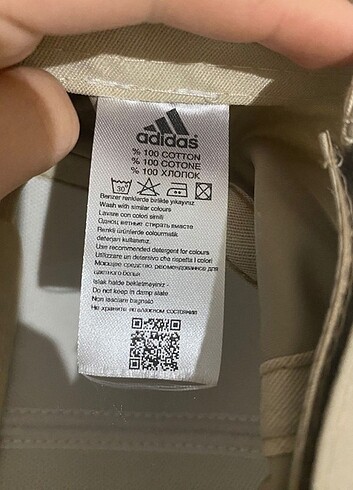 adidas
% 100 COTTON
% 100 COTONE
% 100 ХЛОПОК
30°
Benzer renklerde birlikte yıkayınız
Wash with similar colours
Lavare con colori simili
Одноц ветные стирать вместе
Renkli ürünlerde colourmatik
deterjan kullanınız.
Use recommended detergent for colours
Utilizzare un detersivo che rispetta i colori
Моющее средство, рекомендованное для
цветного белья
Islak halde bekletmeyiniz -
Do not keep in damp state
Non lasciare bagnato
Не хранить во влажном состоянии